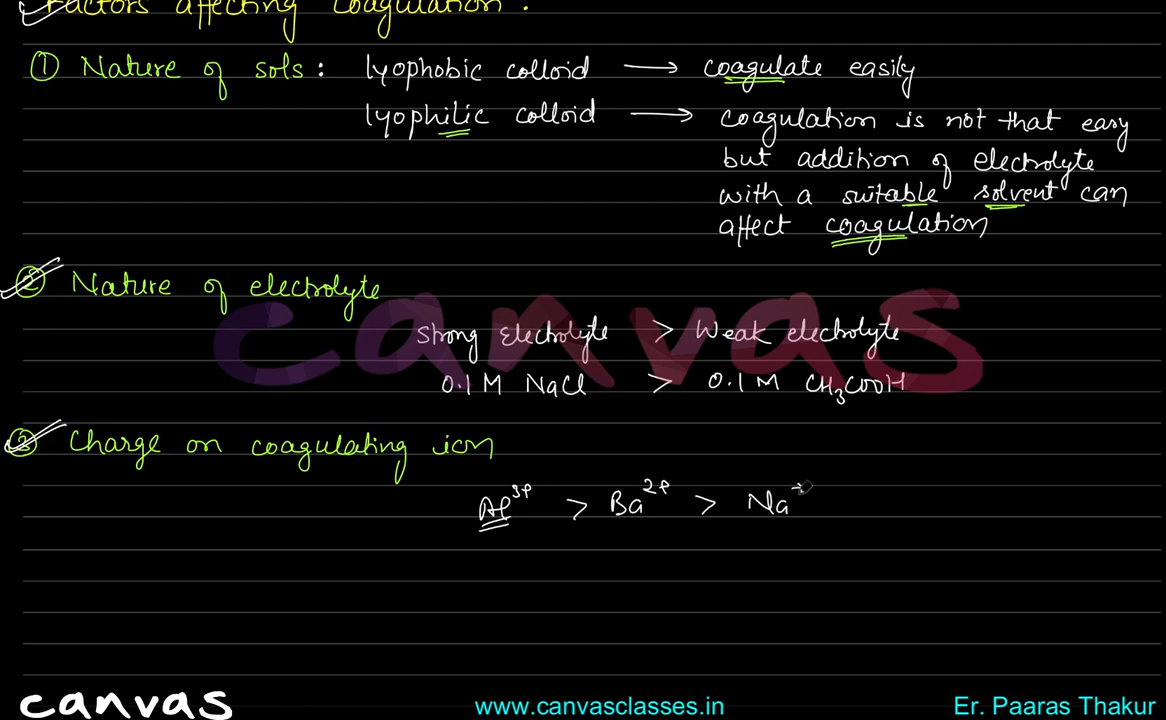 Factors affecting Coagulation :
① Nature of sols : lyophobic colloid → coagulate easily
lyophilic colloid → coagulation is not that easy
but addition of electrolyte
with a suitable solvent can
affect coagulation
② Nature of electrolyte
Strong Electrolyte > Weak electrolyte
0.1 M NaCl > 0.1 M CH₃COOH
③ Charge on coagulating ion
Al³⁺ > Ba²⁺ > Na⁺
canvas
canvas www.canvasclasses.in Er. Paaras Thakur